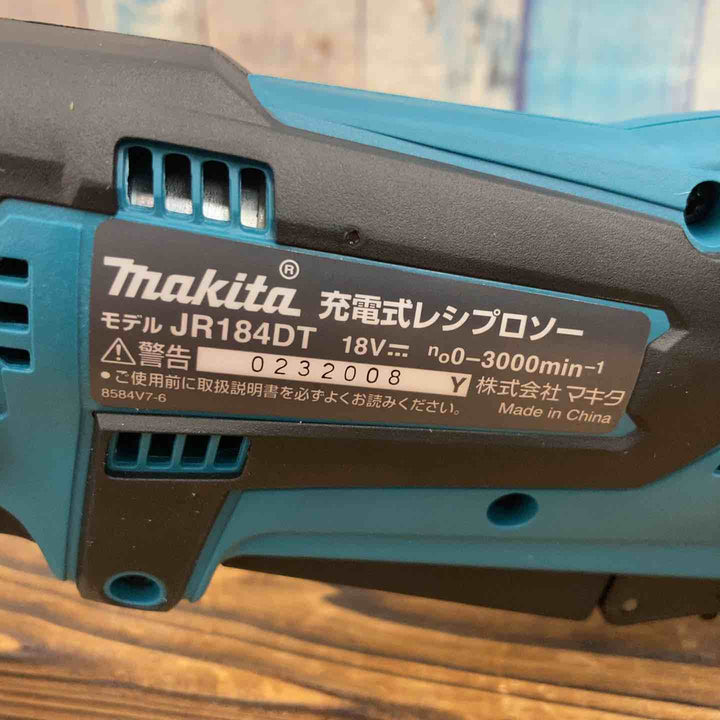 makita® 充電式レシプロソー
モデル JR184DT 18V⎓ n₀0-3000min⁻¹
⚠警告 0232008 Y 株式会社 マキタ
●ご使用前に取扱説明書を必ずよくお読みください。 Made in China
8584V7-6